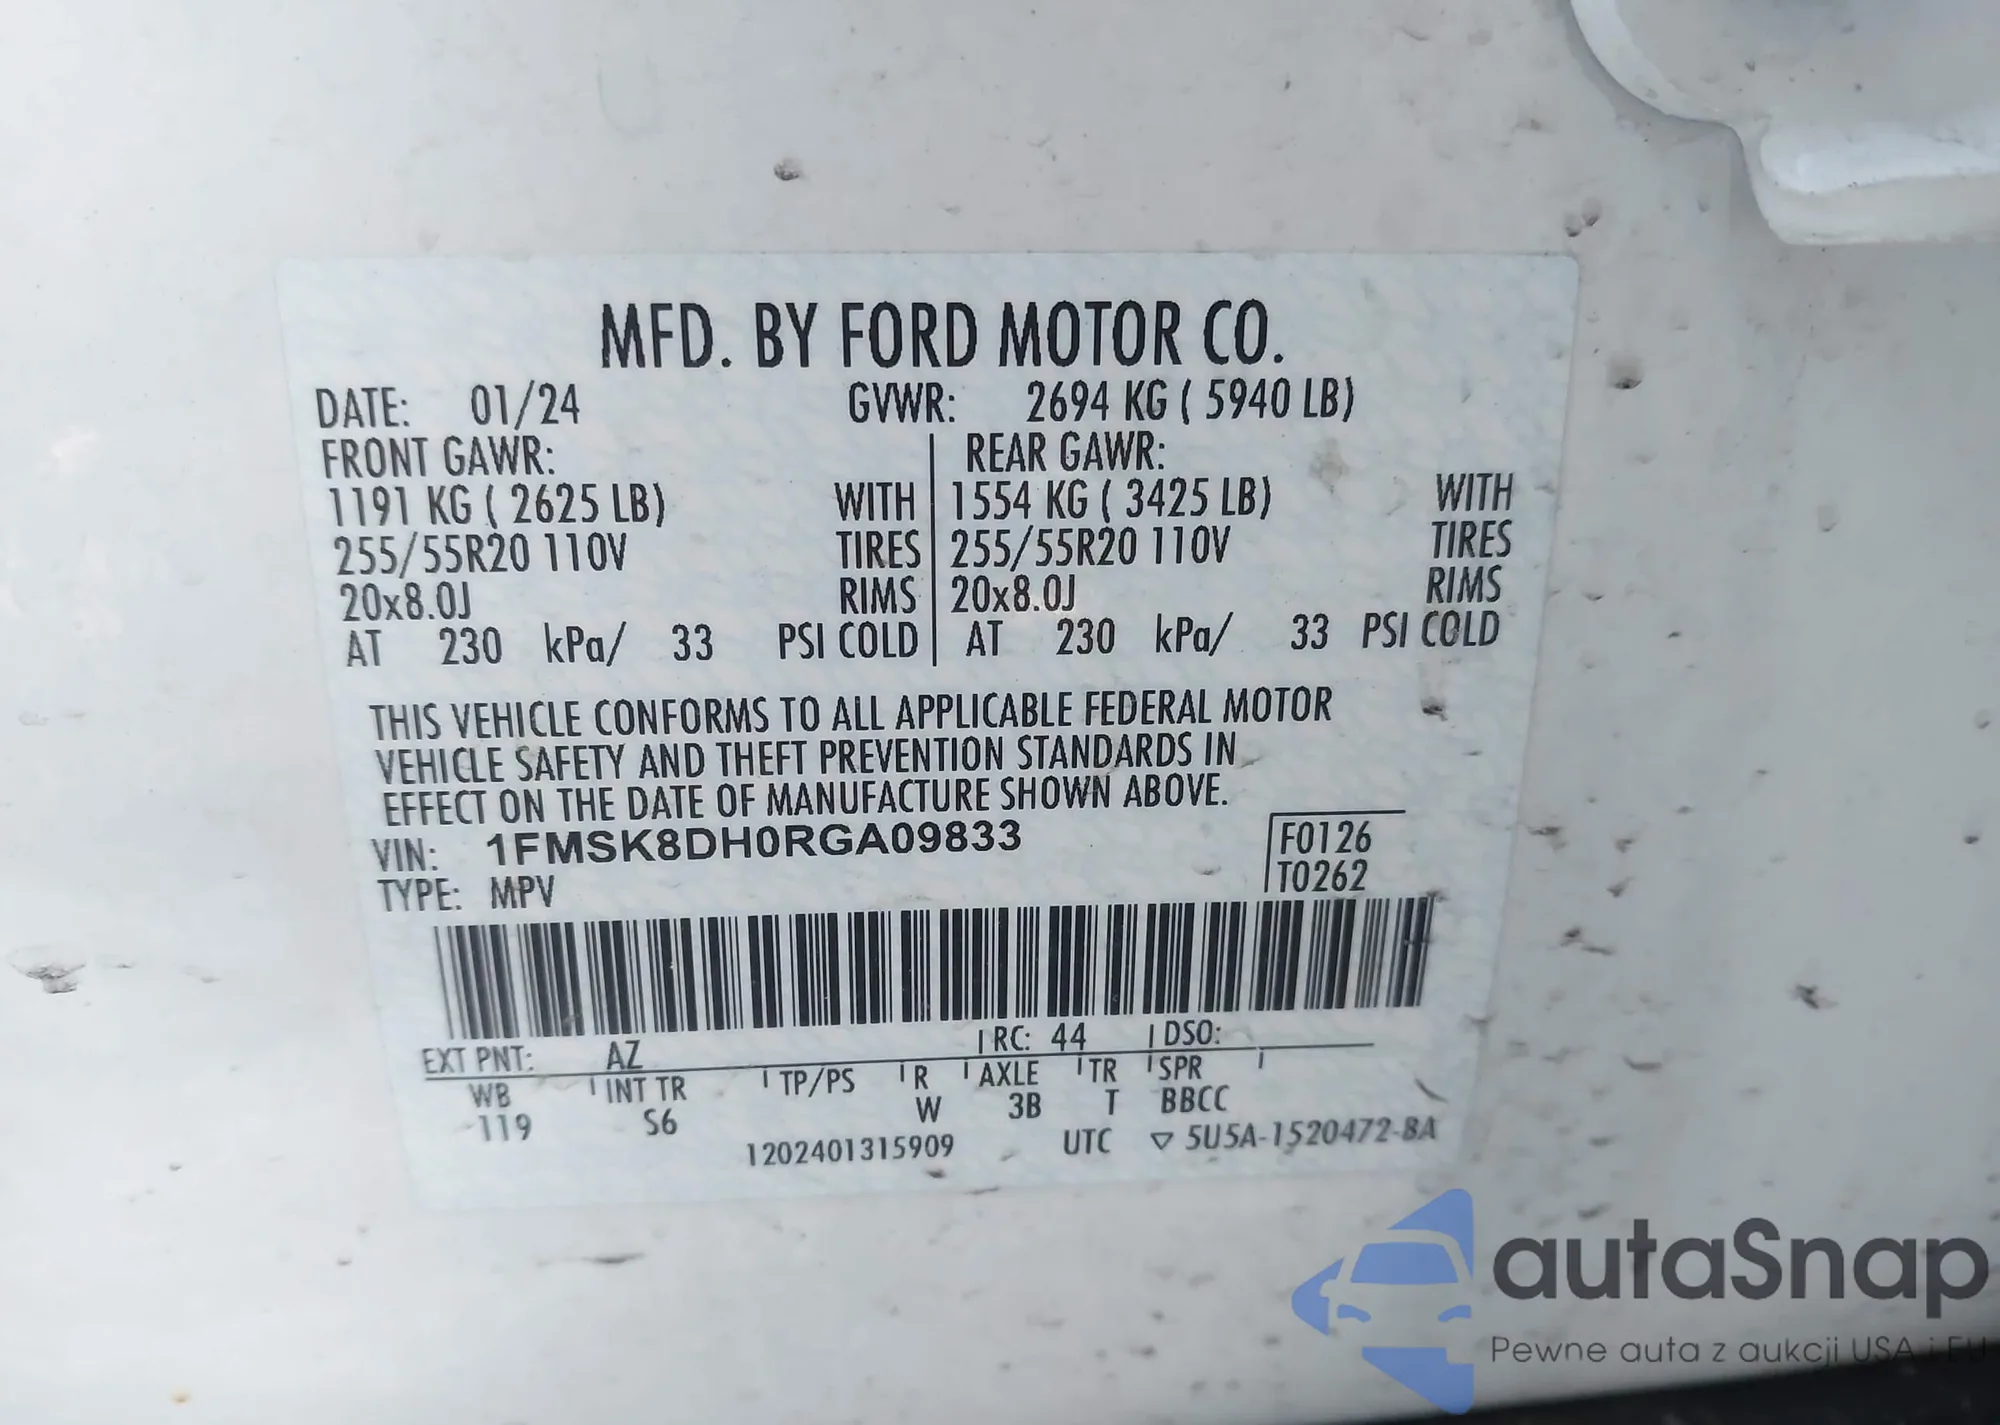 MFD. BY FORD MOTOR CO.
DATE: 01/24 GVWR: 2694 KG ( 5940 LB)
FRONT GAWR: REAR GAWR:
1191 KG ( 2625 LB) WITH 1554 KG ( 3425 LB) WITH
255/55R20 110V TIRES 255/55R20 110V TIRES
20x8.0J RIMS 20x8.0J RIMS
AT 230 kPa/ 33 PSI COLD AT 230 kPa/ 33 PSI COLD
THIS VEHICLE CONFORMS TO ALL APPLICABLE FEDERAL MOTOR
VEHICLE SAFETY AND THEFT PREVENTION STANDARDS IN
EFFECT ON THE DATE OF MANUFACTURE SHOWN ABOVE.
VIN: 1FMSK8DH0RGA09833 F0126
TYPE: MPV T0262
EXT PNT: AZ RC: 44 DSO:
WB INT TR TP/PS R AXLE TR SPR
119 S6 W 3B T BBCC
1202401315909 UTC ▽ 5U5A-1520472-BA
autaSnap
Pewne auta z aukcji USA i EU